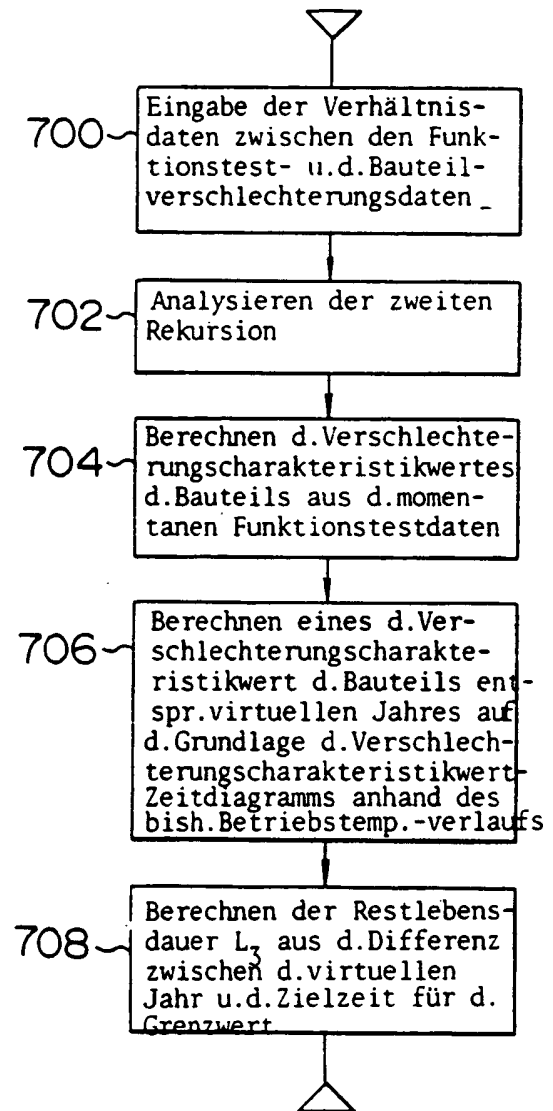 700
Eingabe der Verhältnis-
daten zwischen den Funk-
tionstest- u.d.Bauteil-
verschlechterungsdaten
702
Analysieren der zweiten
Rekursion
704
Berechnen d.Verschlechte-
rungscharakteristikwertes
d.Bauteils aus d.momen-
tanen Funktionstestdaten
706
Berechnen eines d.Ver-
schlechterungscharakte-
ristikwert d.Bauteils ent-
spr.virtuellen Jahres auf
d.Grundlage d.Verschlech-
terungscharakteristikwert-
Zeitdiagramms anhand des
bish.Betriebstemp.-verlaufs
708
Berechnen der Restlebens-
dauer L₃ aus d.Differenz
zwischen d.virtuellen
Jahr u.d.Zielzeit für d.
Grenzwert